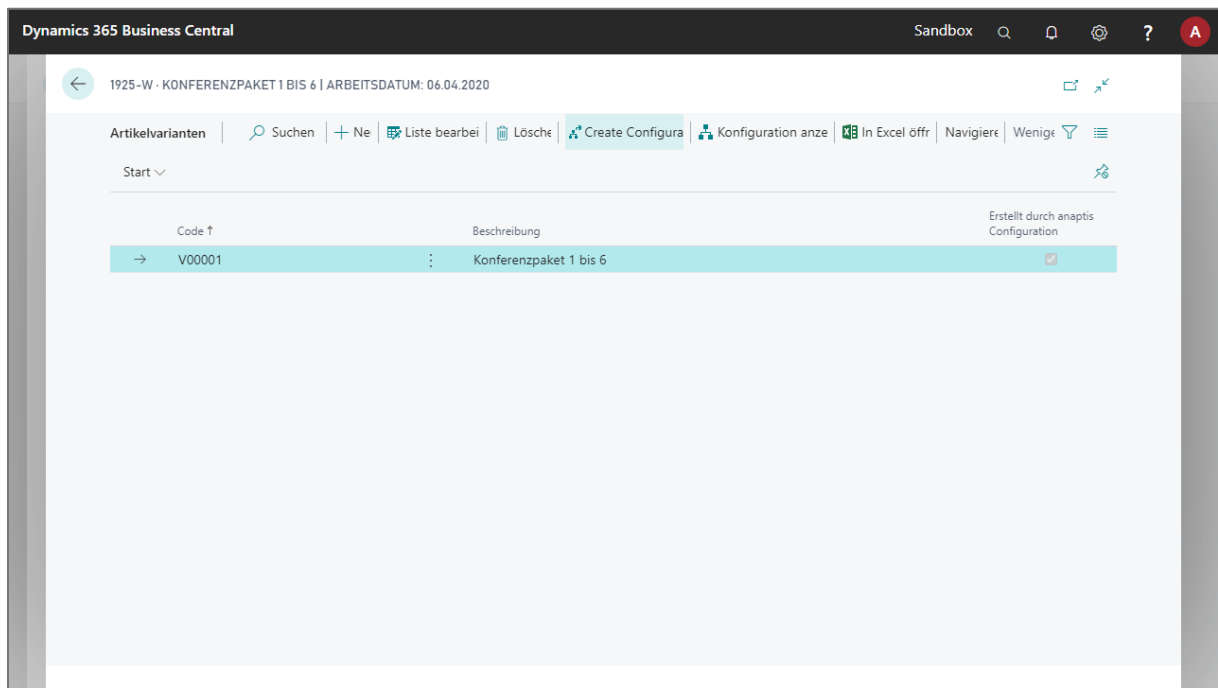 Dynamics 365 Business Central Sandbox ? A
1925-W · KONFERENZPAKET 1 BIS 6 | ARBEITSDATUM: 06.04.2020
Artikelvarianten Suchen + Ne Liste bearbei Lösche Create Configura Konfiguration anze In Excel öffr Navigiere Wenige
Start
Erstellt durch anaptis
Code ↑ Beschreibung Configuration
→ V00001 ⋮ Konferenzpaket 1 bis 6